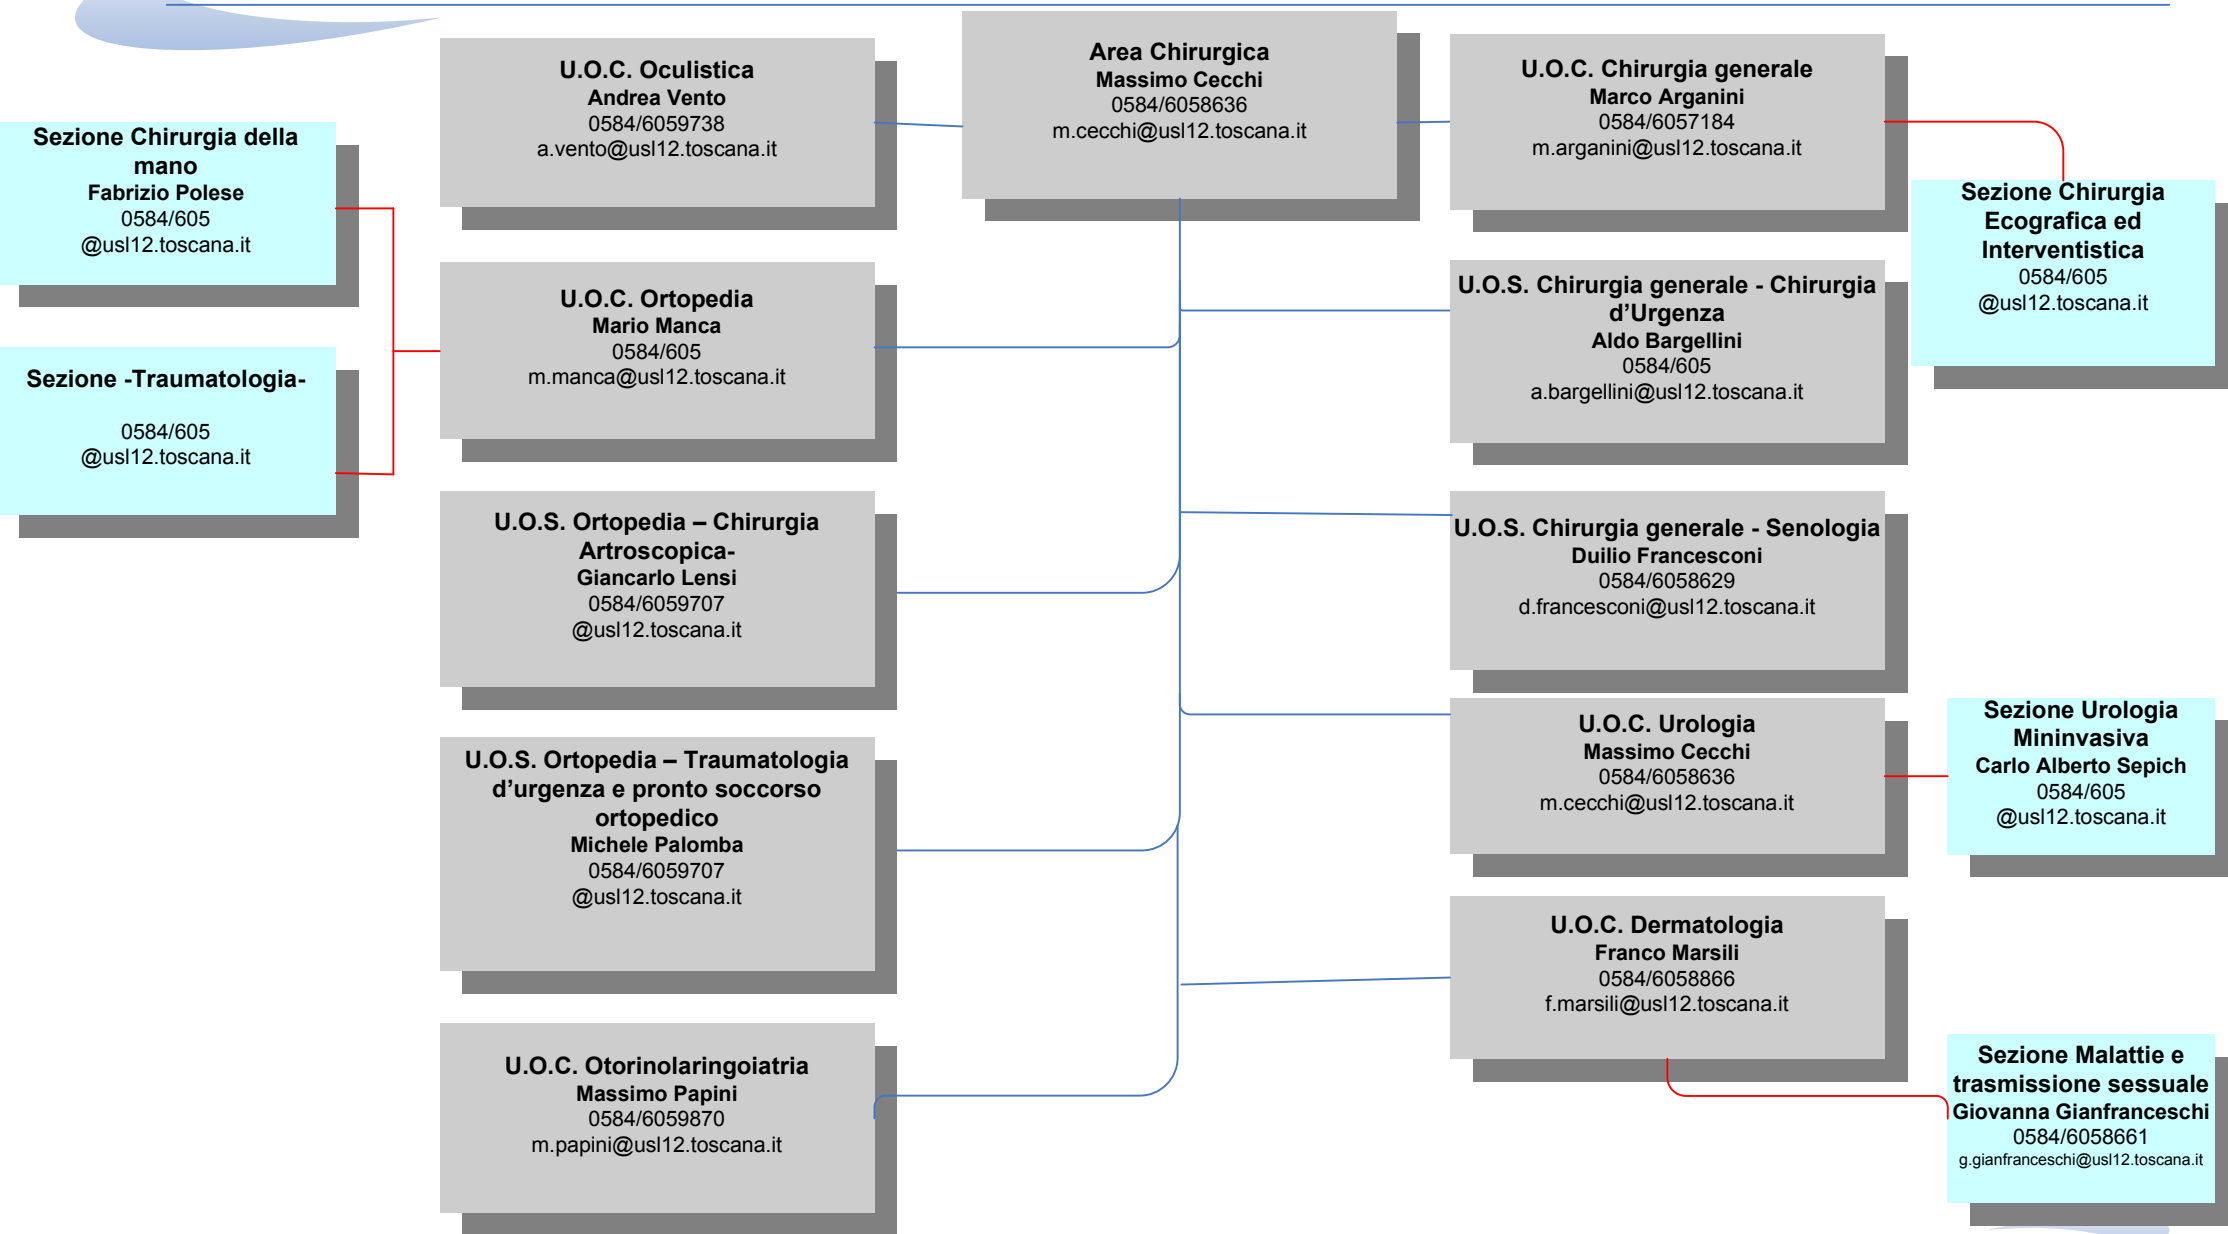 Area Chirurgica
Massimo Cecchi
0584/6058636
m.cecchi@usl12.toscana.it
U.O.C. Oculistica
Andrea Vento
0584/6059738
a.vento@usl12.toscana.it
U.O.C. Chirurgia generale
Marco Arganini
0584/6057184
m.arganini@usl12.toscana.it
Sezione Chirurgia della
mano
Fabrizio Polese
0584/605
@usl12.toscana.it
Sezione Chirurgia
Ecografica ed
Interventistica
0584/605
@usl12.toscana.it
U.O.C. Ortopedia
Mario Manca
0584/605
m.manca@usl12.toscana.it
U.O.S. Chirurgia generale - Chirurgia
d’Urgenza
Aldo Bargellini
0584/605
a.bargellini@usl12.toscana.it
Sezione -Traumatologia-
0584/605
@usl12.toscana.it
U.O.S. Ortopedia – Chirurgia
Artroscopica-
Giancarlo Lensi
0584/6059707
@usl12.toscana.it
U.O.S. Chirurgia generale - Senologia
Duilio Francesconi
0584/6058629
d.francesconi@usl12.toscana.it
U.O.S. Ortopedia – Traumatologia
d’urgenza e pronto soccorso
ortopedico
Michele Palomba
0584/6059707
@usl12.toscana.it
U.O.C. Urologia
Massimo Cecchi
0584/6058636
m.cecchi@usl12.toscana.it
Sezione Urologia
Mininvasiva
Carlo Alberto Sepich
0584/605
@usl12.toscana.it
U.O.C. Dermatologia
Franco Marsili
0584/6058866
f.marsili@usl12.toscana.it
U.O.C. Otorinolaringoiatria
Massimo Papini
0584/6059870
m.papini@usl12.toscana.it
Sezione Malattie e
trasmissione sessuale
Giovanna Gianfranceschi
0584/6058661
g.gianfranceschi@usl12.toscana.it